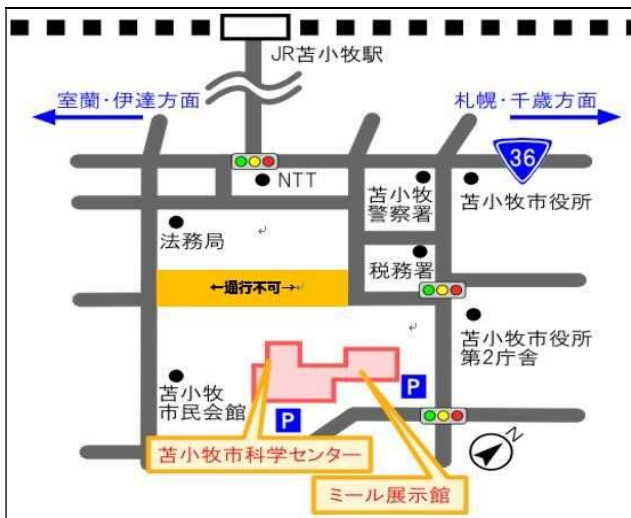 JR苫小牧駅
室蘭・伊達方面
札幌・千歳方面
36
NTT
苫小牧
警察署
苫小牧市役所
法務局
税務署
←通行不可→
苫小牧市役所
第2庁舎
苫小牧
市民会館
P
P
苫小牧市科学センター
ミール展示館
N